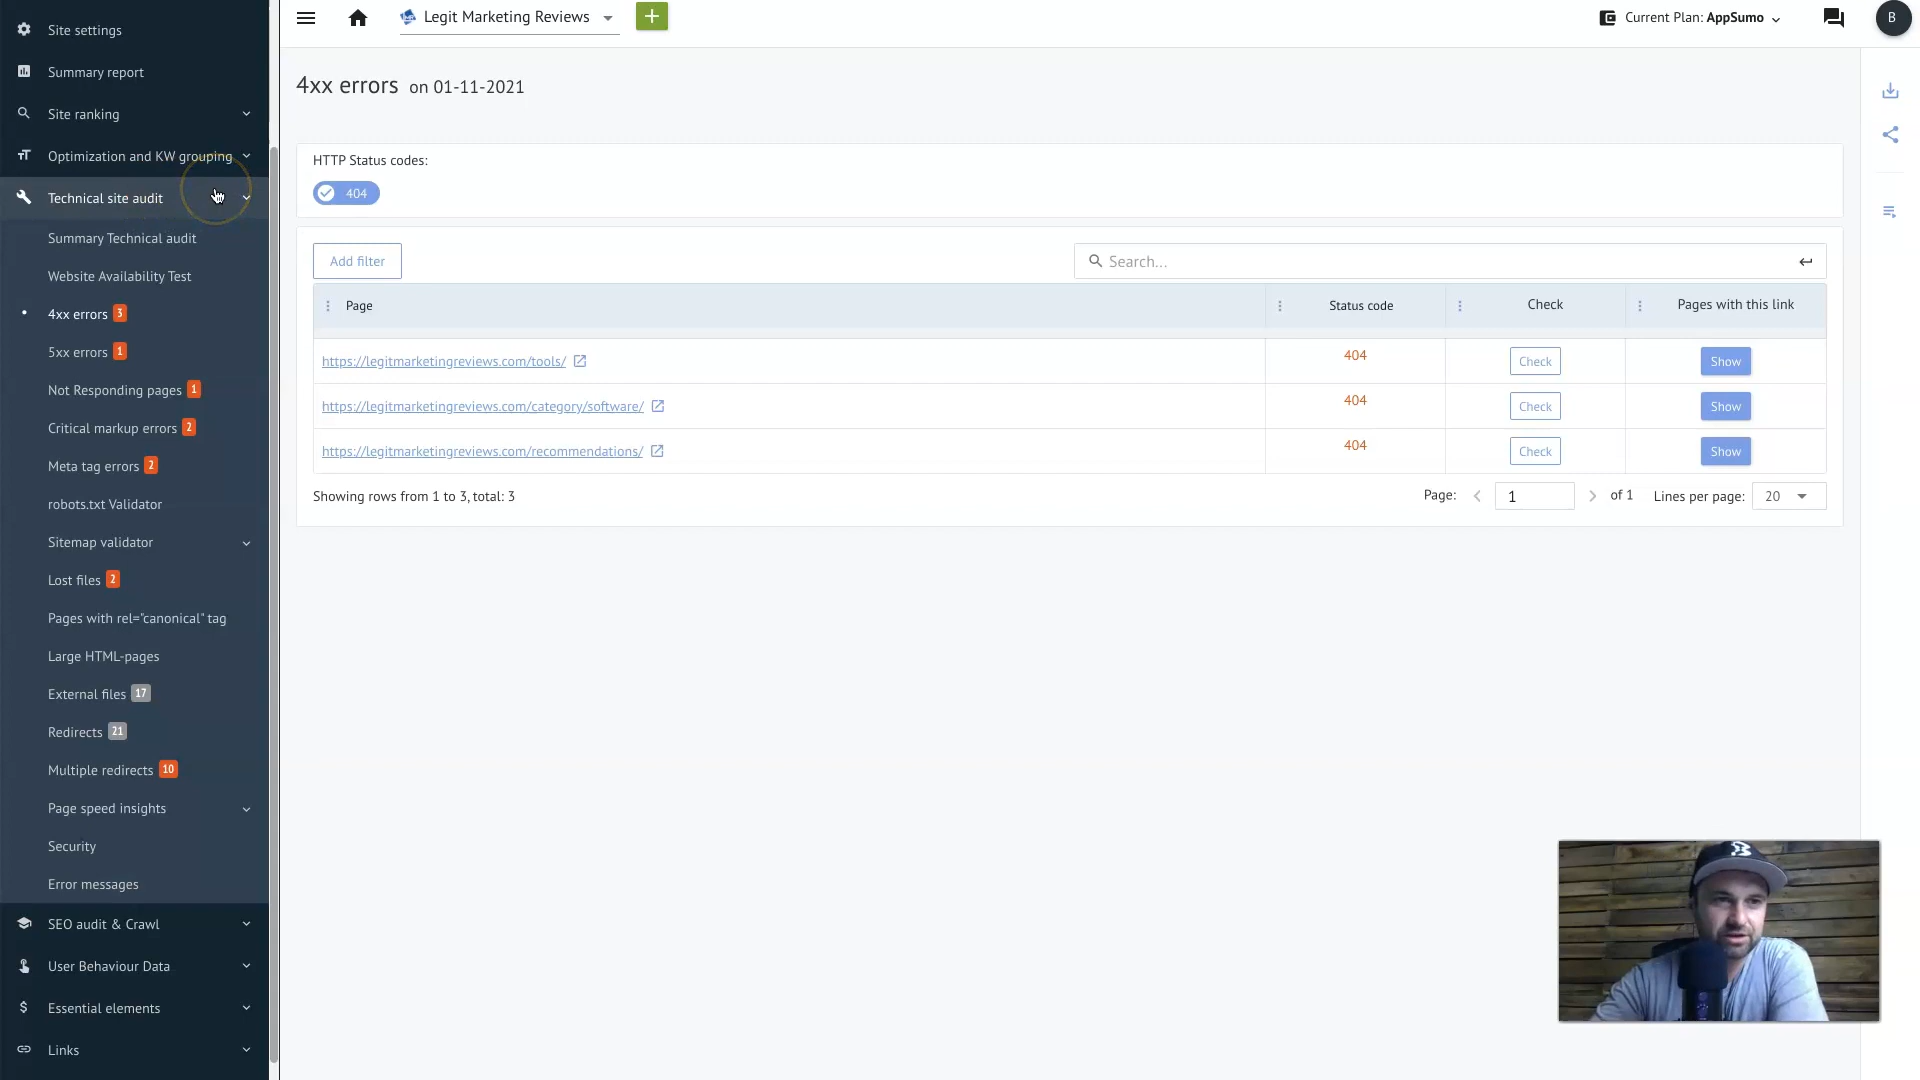 Site settings
Summary report
Site ranking
Optimization and KW grouping
Technical site audit
Summary Technical audit
Website Availability Test
4xx errors 3
5xx errors 1
Not Responding pages 1
Critical markup errors 2
Meta tag errors 2
robots.txt Validator
Sitemap validator
Lost files 2
Pages with rel="canonical" tag
Large HTML-pages
External files 17
Redirects 21
Multiple redirects 10
Page speed insights
Security
Error messages
SEO audit & Crawl
User Behaviour Data
Essential elements
Links
Legit Marketing Reviews
Current Plan: AppSumo
B
4xx errors on 01-11-2021
HTTP Status codes:
404
Add filter
Search...
Page Status code Check Pages with this link
https://legitmarketingreviews.com/tools/ 404 Check Show
https://legitmarketingreviews.com/category/software/ 404 Check Show
https://legitmarketingreviews.com/recommendations/ 404 Check Show
Showing rows from 1 to 3, total: 3
Page: 1 of 1 Lines per page: 20